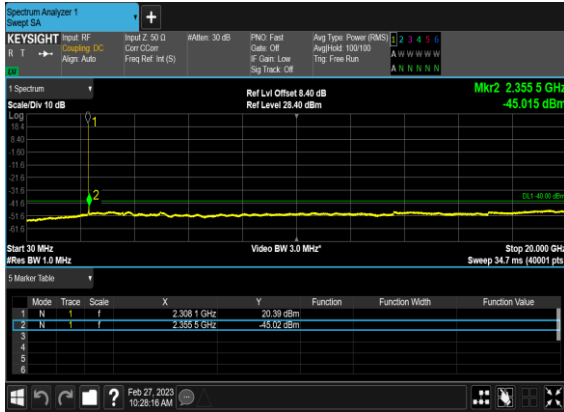 Spectrum Analyzer 1
Swept SA
KEYSIGHT
R T
Input: RF
Coupling: DC
Align: Auto
Input Z: 50 Ω
Corr CCorr
Freq Ref: Int (S)
#Atten: 30 dB
PNO: Fast
Gate: Off
IF Gain: Low
Sig Track: Off
Avg Type: Power (RMS)
Avg|Hold: 100/100
Trig: Free Run
1 2 3 4 5 6
A W W W W W
A N N N N N
1 Spectrum
Scale/Div 10 dB
Ref Lvl Offset 8.40 dB
Ref Level 28.40 dBm
Mkr2 2.355 5 GHz
-45.015 dBm
Log
18.4
8.40
-1.60
-11.6
-21.6
-31.6
-41.6
-51.6
-61.6
1
2
DL1 -40.00 dBm
Start 30 MHz
#Res BW 1.0 MHz
Video BW 3.0 MHz*
Stop 20.000 GHz
Sweep 34.7 ms (40001 pts)
5 Marker Table
Mode Trace Scale X Y Function Function Width Function Value
1 N 1 f 2.308 1 GHz 20.39 dBm
2 N 1 f 2.355 5 GHz -45.02 dBm
3
4
5
6
Feb 27, 2023
10:28:16 AM